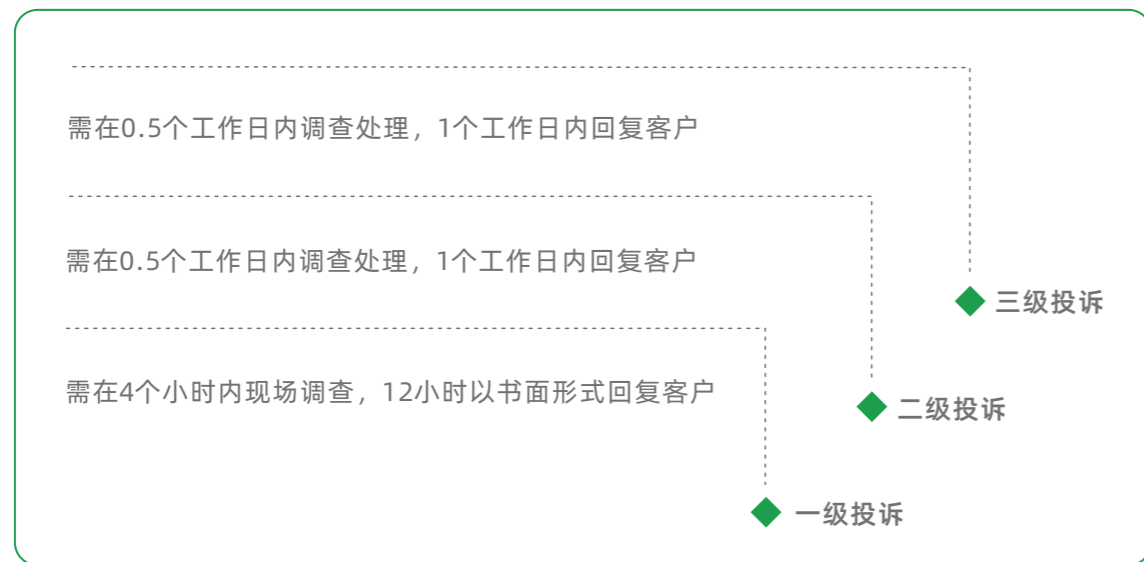 需在0.5个工作日内调查处理，1个工作日内回复客户
需在0.5个工作日内调查处理，1个工作日内回复客户
三级投诉
需在4个小时内现场调查，12小时以书面形式回复客户
二级投诉
一级投诉